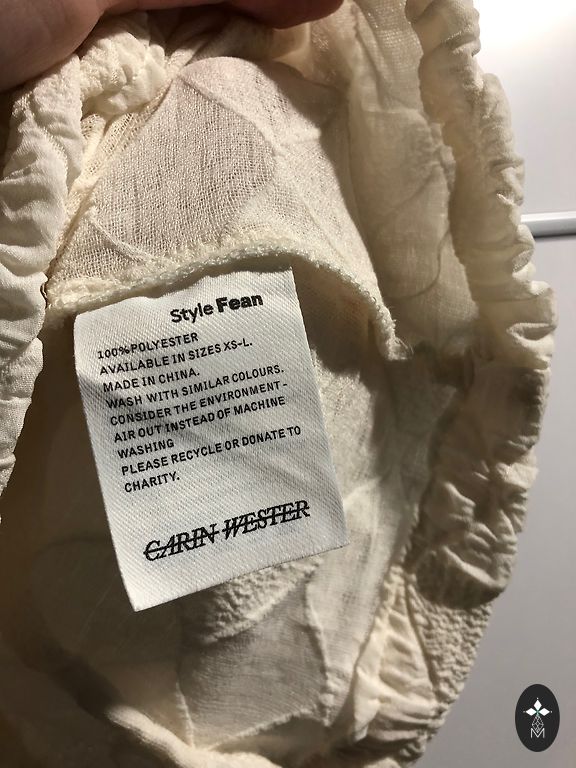 Style Fean
100%POLYESTER
AVAILABLE IN SIZES XS-L.
MADE IN CHINA.
WASH WITH SIMILAR COLOURS.
CONSIDER THE ENVIRONMENT-
AIR OUT INSTEAD OF MACHINE
WASHING
PLEASE RECYCLE OR DONATE TO
CHARITY.
CARIN WESTER
M